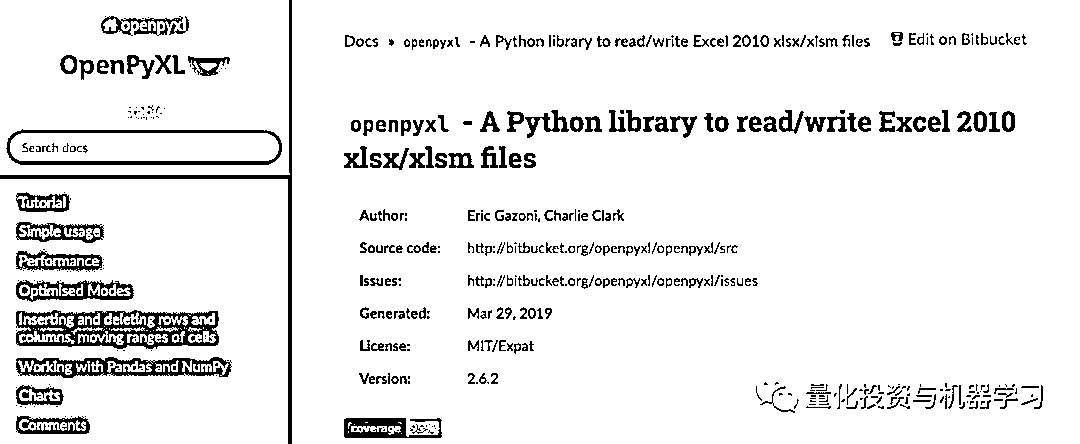 openpyxl
OpenPyXL
Search docs
Tutorial
Simple usage
Performance
Optimised Modes
Inserting and deleting rows and
columns, moving ranges of cells
Working with Pandas and NumPy
Charts
Comments
Docs » openpyxl - A Python library to read/write Excel 2010 xlsx/xlsm files Edit on Bitbucket
openpyxl - A Python library to read/write Excel 2010
xlsx/xlsm files
Author: Eric Gazoni, Charlie Clark
Source code: http://bitbucket.org/openpyxl/openpyxl/src
Issues: http://bitbucket.org/openpyxl/openpyxl/issues
Generated: Mar 29, 2019
License: MIT/Expat
Version: 2.6.2
coverage
量化投资与机器学习